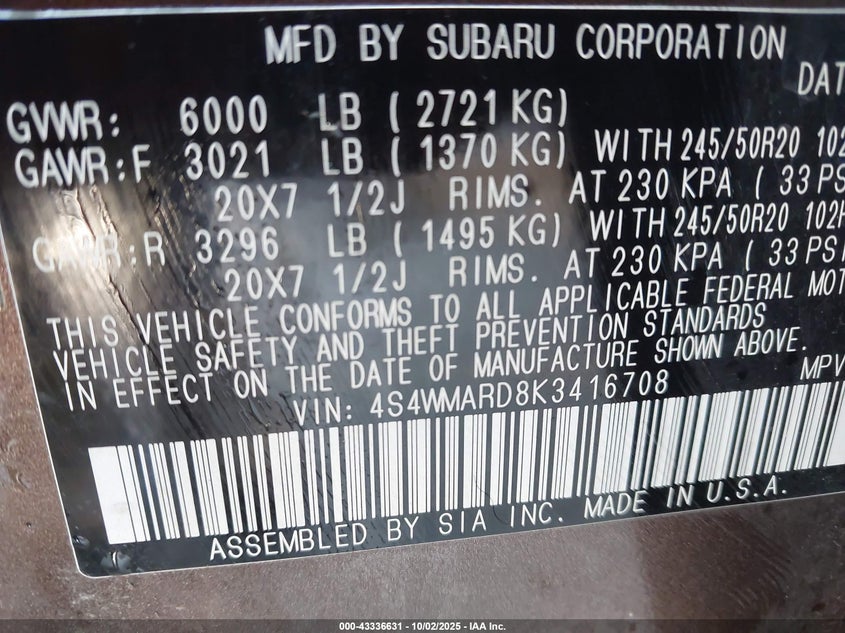 MFD BY SUBARU CORPORATION
DAT
GVWR: 6000 LB ( 2721 KG)
GAWR:F 3021 LB ( 1370 KG) WITH 245/50R20 102
20X7 1/2J RIMS. AT 230 KPA ( 33 PS
GAWR:R 3296 LB ( 1495 KG) WITH 245/50R20 102H
20X7 1/2J RIMS. AT 230 KPA ( 33 PSI
THIS VEHICLE CONFORMS TO ALL APPLICABLE FEDERAL MOT
VEHICLE SAFETY AND THEFT PREVENTION STANDARDS
IN EFFECT ON THE DATE OF MANUFACTURE SHOWN ABOVE.
VIN: 4S4WMARD8K3416708 MPV
ASSEMBLED BY SIA INC. MADE IN U.S.A.
000-43336631 - 10/02/2025 - IAA Inc.